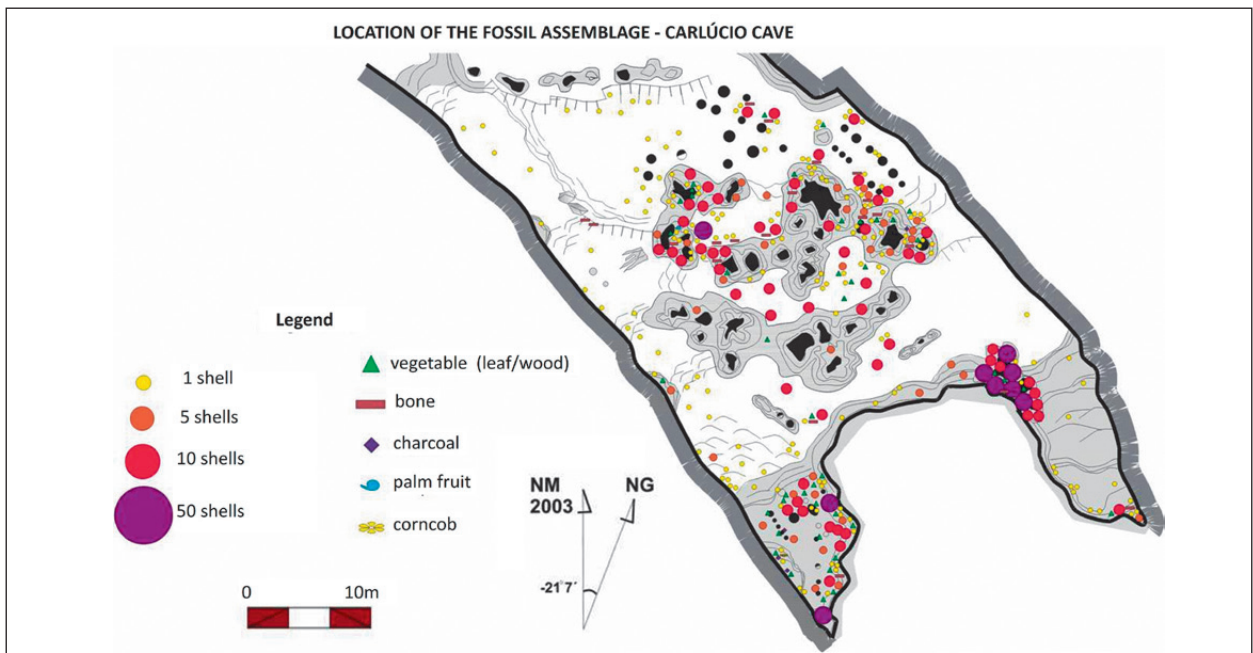 LOCATION OF THE FOSSIL ASSEMBLAGE - CARLÚCIO CAVE
Legend
1 shell
5 shells
10 shells
50 shells
vegetable (leaf/wood)
bone
charcoal
palm fruit
corncob
NM
2003
NG
-21°7'
0 10m